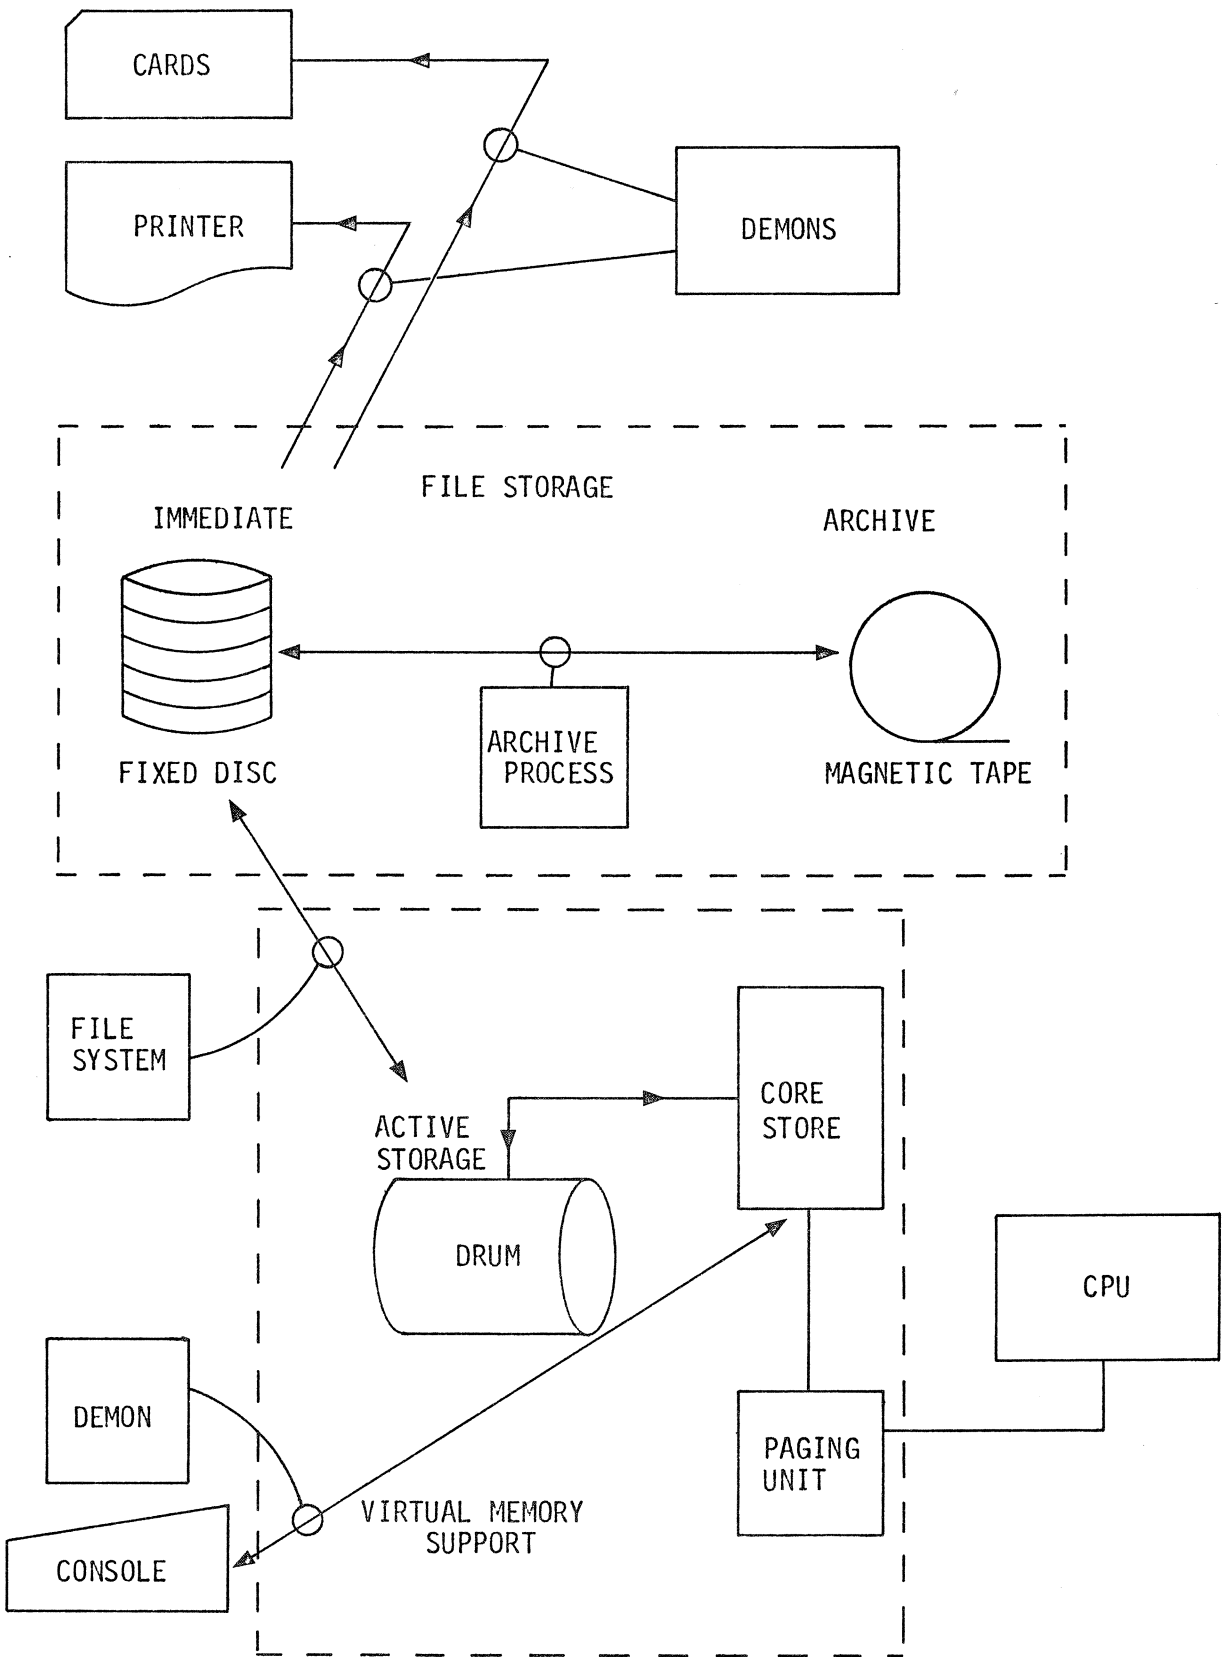 CARDS
PRINTER
DEMONS
FILE STORAGE
IMMEDIATE
ARCHIVE
ARCHIVE
PROCESS
FIXED DISC
MAGNETIC TAPE
FILE
SYSTEM
CORE
STORE
ACTIVE
STORAGE
DRUM
CPU
DEMON
PAGING
UNIT
VIRTUAL MEMORY
SUPPORT
CONSOLE